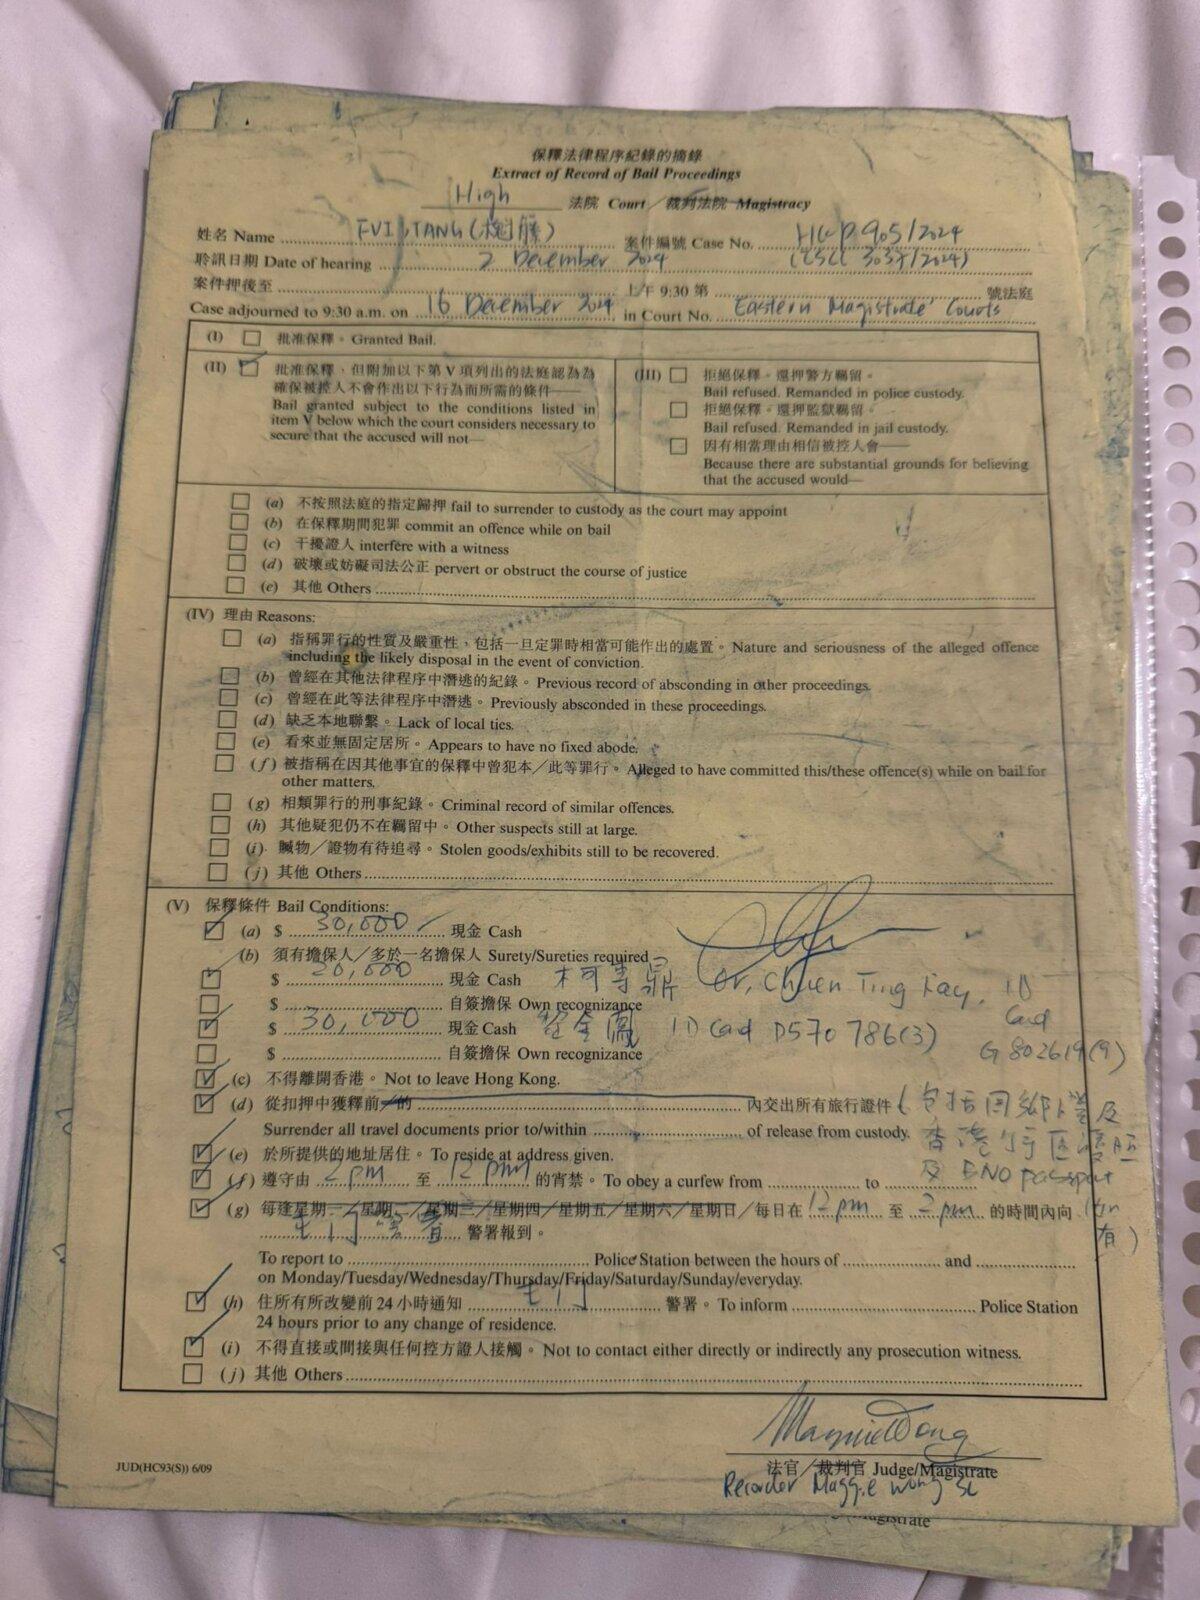 保釋法律程序紀錄的摘錄
Extract of Record of Bail Proceedings
High 法院 Court／裁判法院 Magistracy
姓名 Name 案件編號 Case No. 905/2024
聆訊日期 Date of hearing 2 December 2024
案件押後至 上午 9:30 第 號法庭
Case adjourned to 9:30 a.m. on 16 December 2024 in Court No. Eastern Magistrate' Courts
(I) 批准保釋。Granted Bail.
(II) 批准保釋，但附加以下第 V 項列出的法庭認為為
確保被控人不會作出以下行為而所需的條件—
Bail granted subject to the conditions listed in
item V below which the court considers necessary to
secure that the accused will not—
(III) 拒絕保釋。還押警方羈留。
Bail refused. Remanded in police custody.
拒絕保釋。還押監獄羈留。
Bail refused. Remanded in jail custody.
因有相當理由相信被控人會——
Because there are substantial grounds for believing
that the accused would—
(a) 不按照法庭的指定歸押 fail to surrender to custody as the court may appoint
(b) 在保釋期間犯罪 commit an offence while on bail
(c) 干擾證人 interfere with a witness
(d) 破壞或妨礙司法公正 pervert or obstruct the course of justice
(e) 其他 Others
(IV) 理由 Reasons:
(a) 指稱罪行的性質及嚴重性，包括一旦定罪時相當可能作出的處置。Nature and seriousness of the alleged offence
including the likely disposal in the event of conviction.
(b) 曾經在其他法律程序中潛逃的紀錄。Previous record of absconding in other proceedings.
(c) 曾經在此等法律程序中潛逃。Previously absconded in these proceedings.
(d) 缺乏本地聯繫。Lack of local ties.
(e) 看來並無固定居所。Appears to have no fixed abode.
(f) 被指稱在因其他事宜的保釋中曾犯本／此等罪行。Alleged to have committed this/these offence(s) while on bail for
other matters.
(g) 相類罪行的刑事紀錄。Criminal record of similar offences.
(h) 其他疑犯仍不在羈留中。Other suspects still at large.
(i) 贓物／證物有待追尋。Stolen goods/exhibits still to be recovered.
(j) 其他 Others
(V) 保釋條件 Bail Conditions:
(a) $ 30,000 現金 Cash
(b) 須有擔保人／多於一名擔保人 Surety/Sureties required
$ 20,000 現金 Cash Ting Kay, ID
$ 自簽擔保 Own recognizance Card
$ 30,000 現金 Cash ID Card D570 786(3) G 802619(9)
$ 自簽擔保 Own recognizance
(c) 不得離開香港。Not to leave Hong Kong.
(d) 從扣押中獲釋前／的 內交出所有旅行證件 (包括回鄉證及
Surrender all travel documents prior to/within of release from custody. 香港特區護照
(e) 於所提供的地址居住。To reside at address given. 及 BNO passport
(f) 遵守由 2 pm 至 12 pm 的宵禁。To obey a curfew from to
(g) 每逢星期一／星期二／星期三／星期四／星期五／星期六／星期日／每日在 12 pm 至 2 pm 的時間內向 有)
屯門警署 警署報到。
To report to Police Station between the hours of and
on Monday/Tuesday/Wednesday/Thursday/Friday/Saturday/Sunday/everyday.
(h) 住所有所改變前 24 小時通知 屯門 警署。To inform Police Station
24 hours prior to any change of residence.
(i) 不得直接或間接與任何控方證人接觸。Not to contact either directly or indirectly any prosecution witness.
(j) 其他 Others
JUD(HC93(S)) 6/09
法官／裁判官 Judge/Magistrate
Recorder Maggie Wong SC
Magistrate